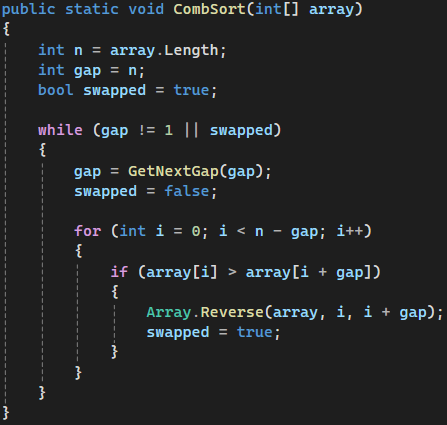 public static void CombSort(int[] array)
{
    int n = array.Length;
    int gap = n;
    bool swapped = true;

    while (gap != 1 || swapped)
    {
        gap = GetNextGap(gap);
        swapped = false;

        for (int i = 0; i < n - gap; i++)
        {
            if (array[i] > array[i + gap])
            {
                Array.Reverse(array, i, i + gap);
                swapped = true;
            }
        }
    }
}